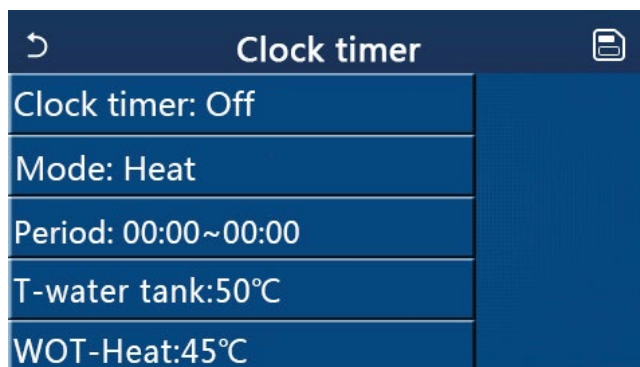 Clock timer
Clock timer: Off
Mode: Heat
Period: 00:00~00:00
T-water tank:50℃
WOT-Heat:45℃